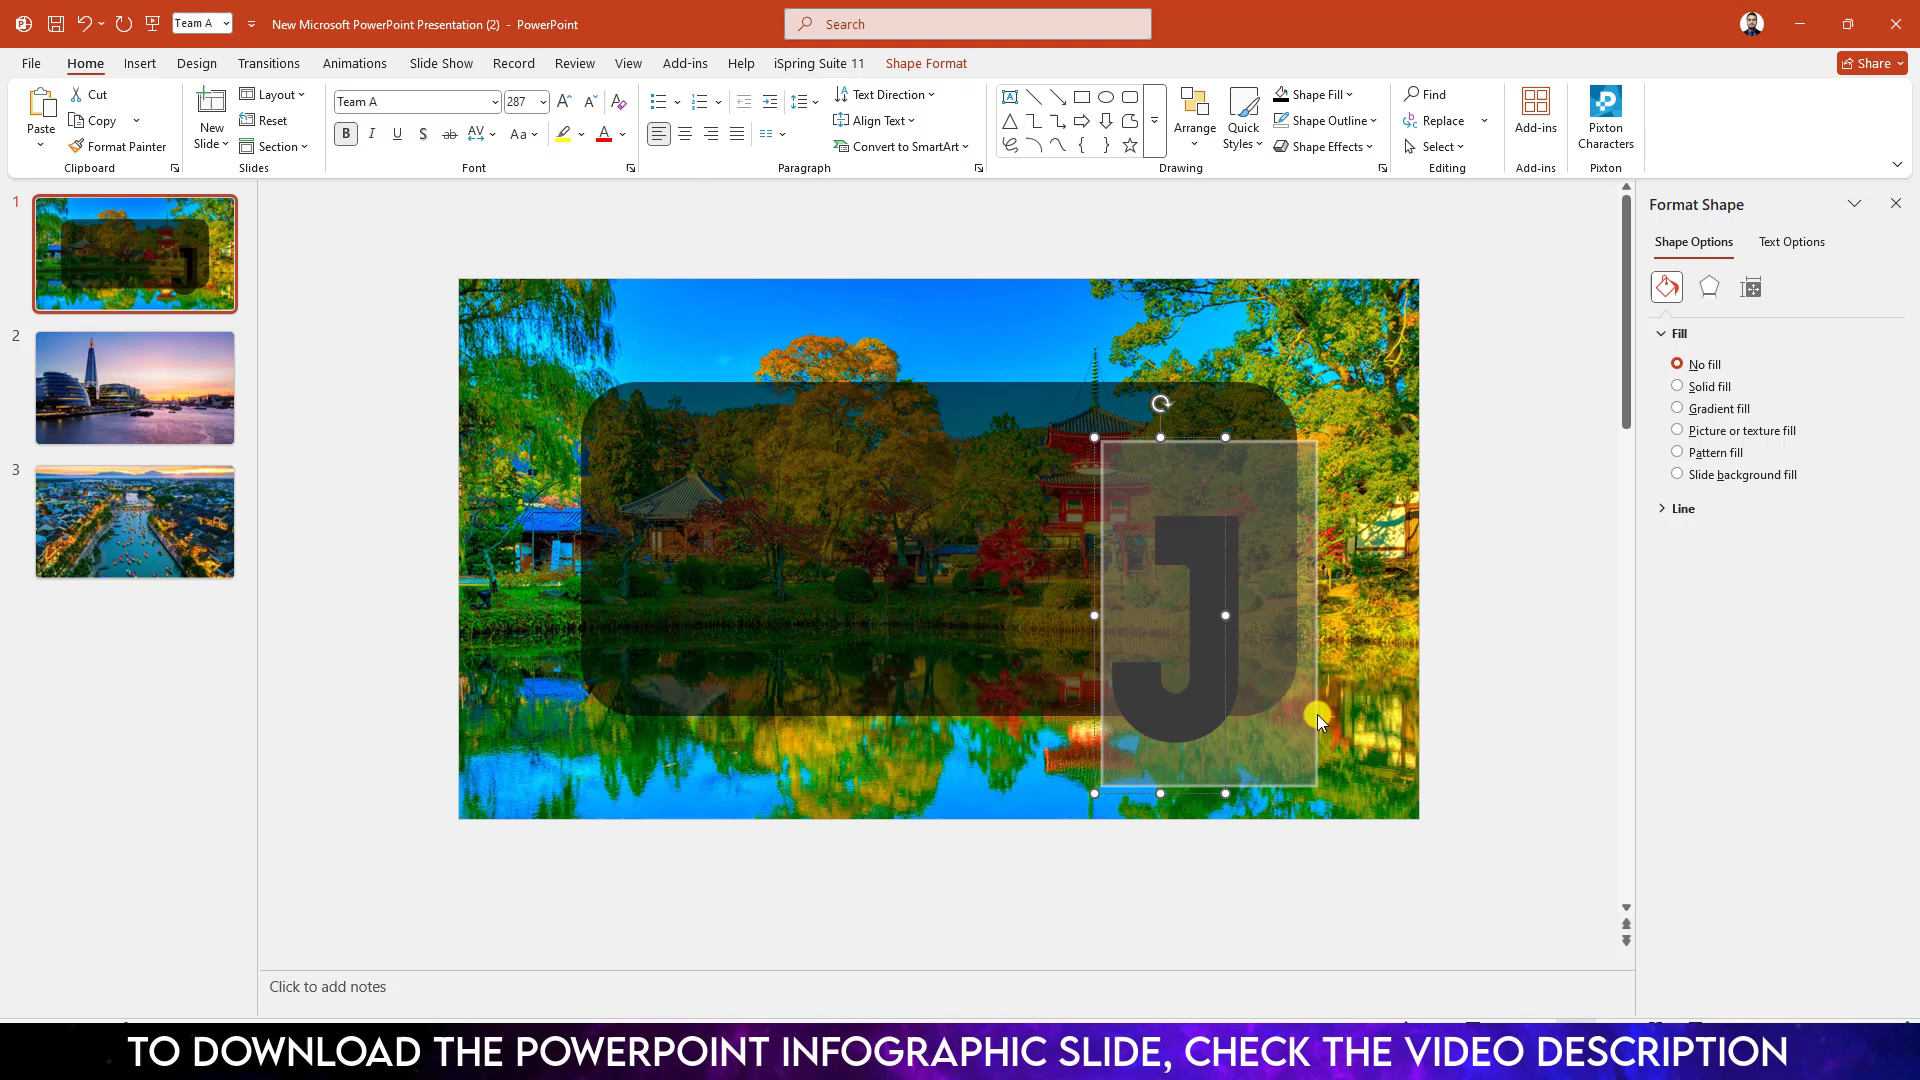 Team A
New Microsoft PowerPoint Presentation (2) - PowerPoint
Search
File
Home
Insert
Design
Transitions
Animations
Slide Show
Record
Review
View
Add-ins
Help
iSpring Suite 11
Shape Format
Share
Paste
Cut
Copy
Format Painter
Clipboard
New
Slide
Layout
Reset
Section
Slides
Team A
287
Font
Text Direction
Align Text
Convert to SmartArt
Paragraph
Arrange
Quick
Styles
Shape Fill
Shape Outline
Shape Effects
Drawing
Find
Replace
Select
Editing
Add-ins
Add-ins
Pixton
Characters
Pixton
1
2
3
J
Format Shape
Shape Options
Text Options
Fill
No fill
Solid fill
Gradient fill
Picture or texture fill
Pattern fill
Slide background fill
Line
Click to add notes
TO DOWNLOAD THE POWERPOINT INFOGRAPHIC SLIDE, CHECK THE VIDEO DESCRIPTION